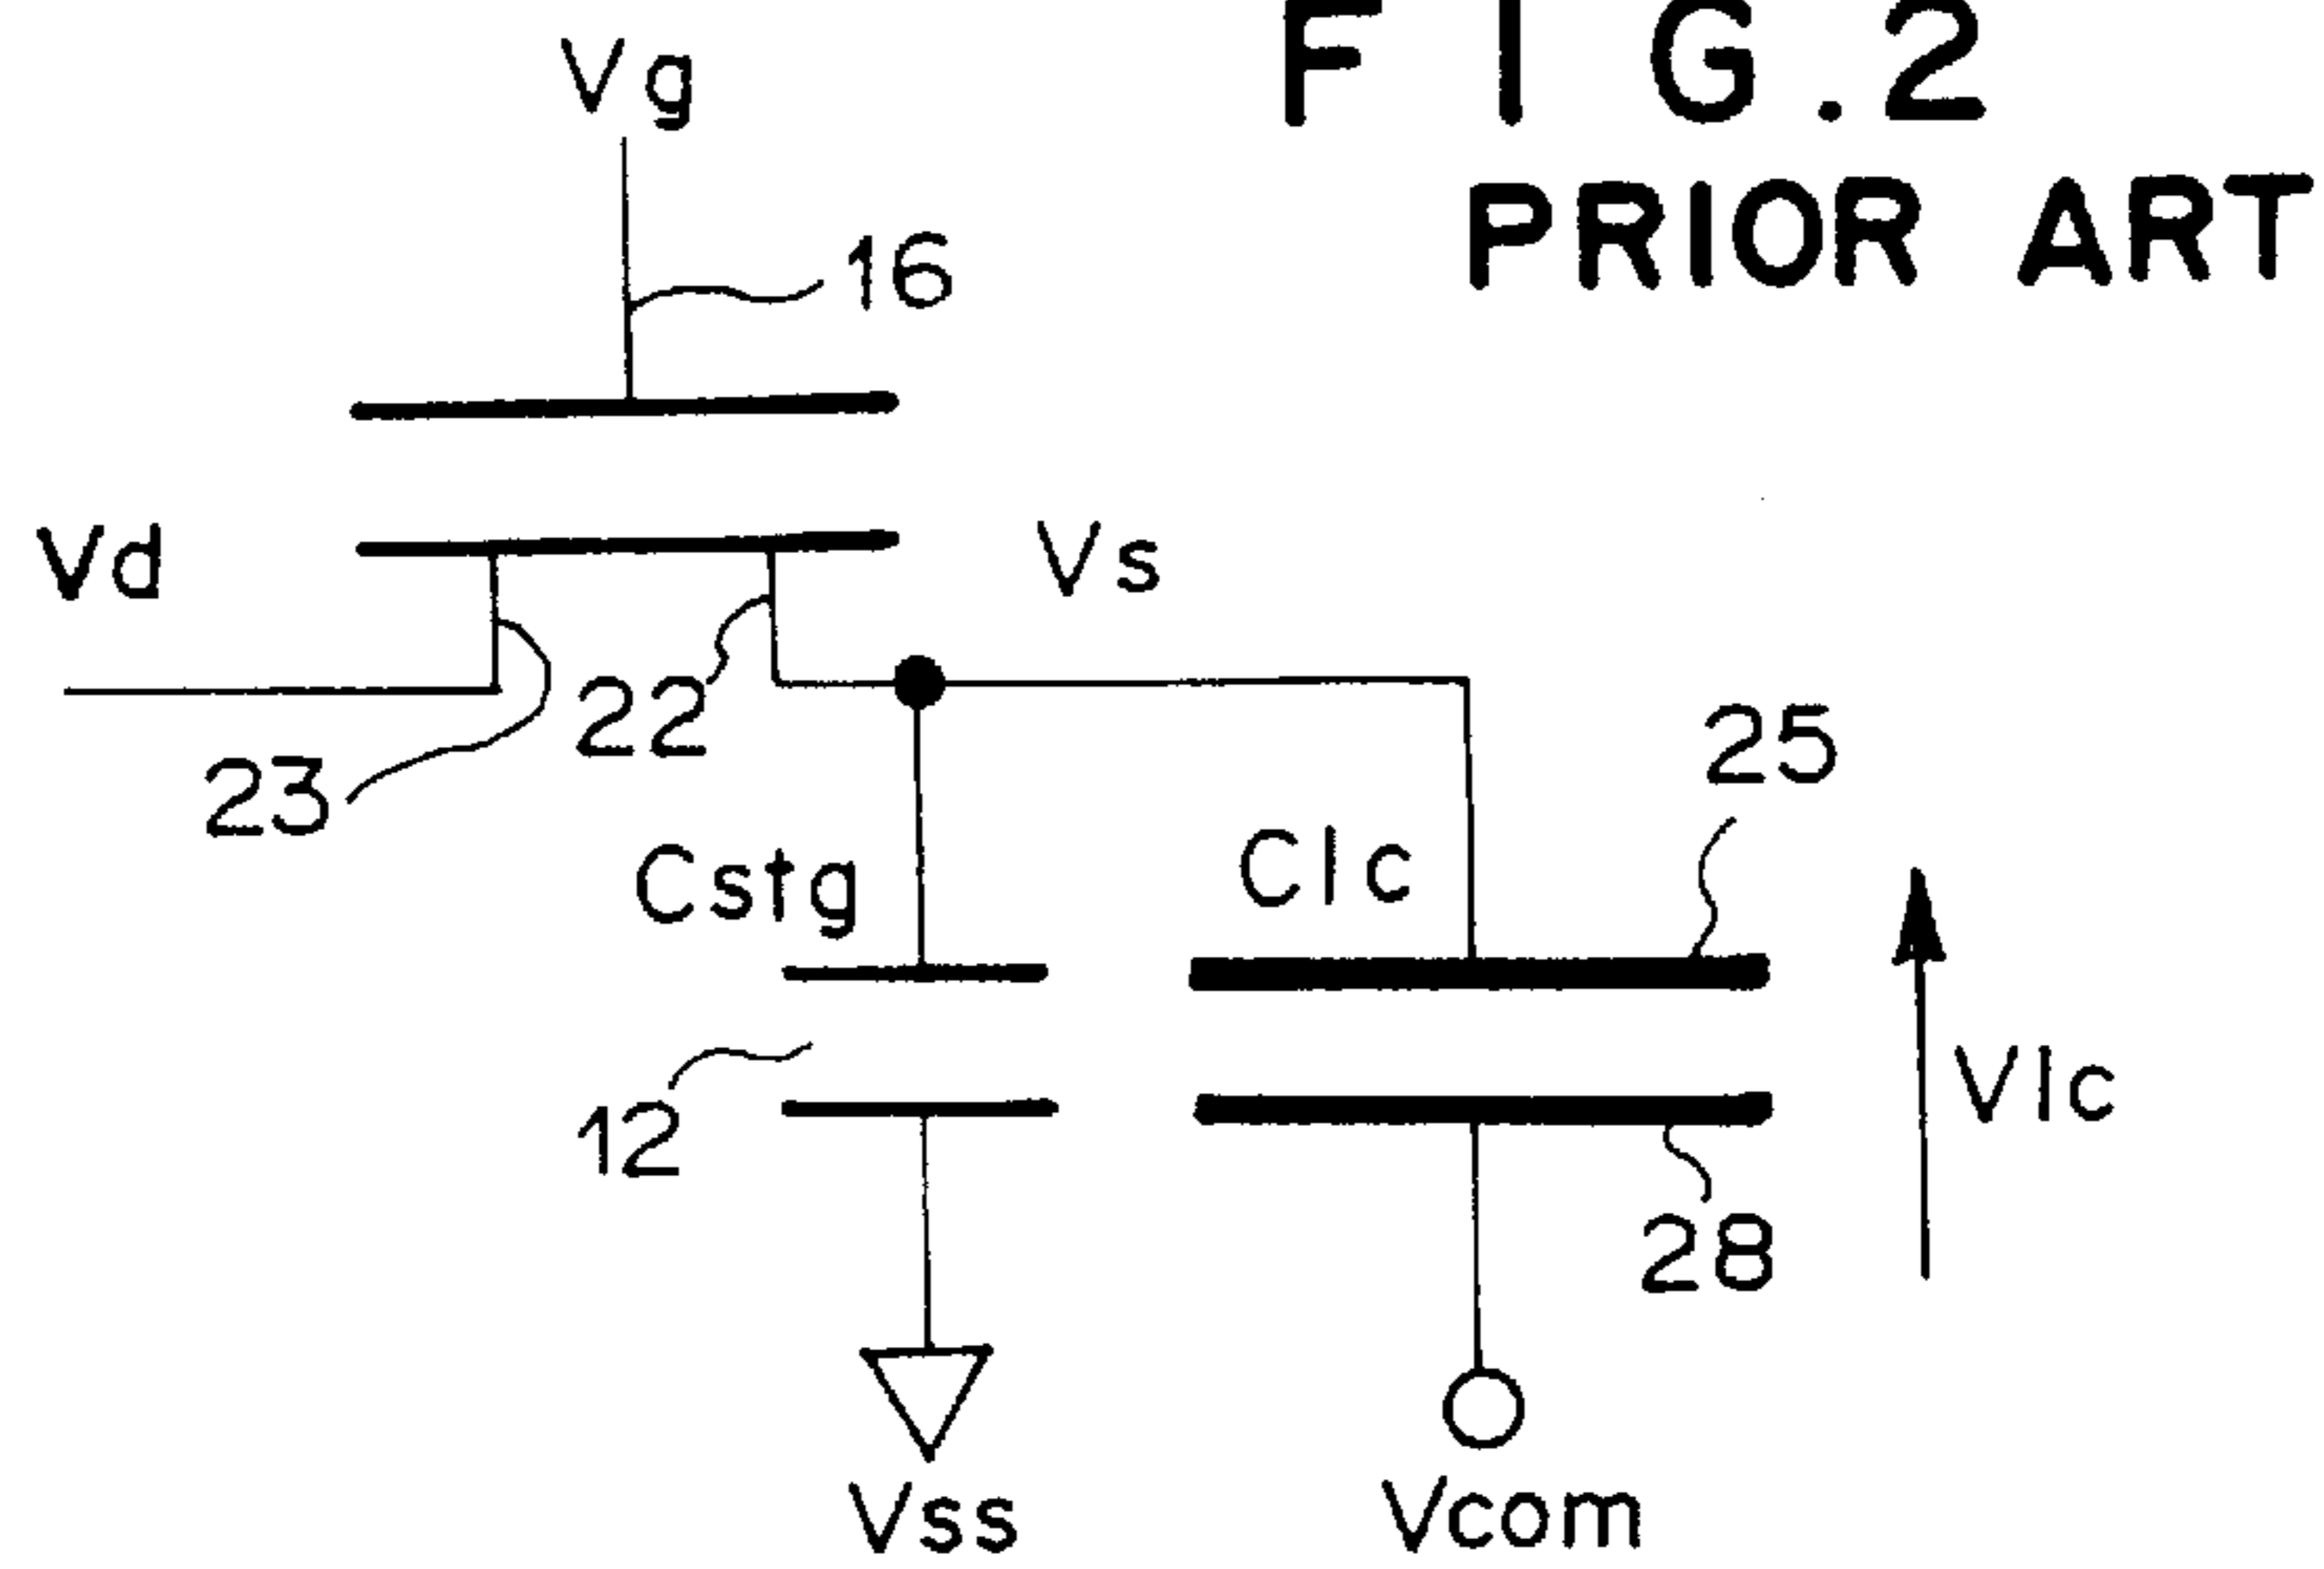 FIG.2
PRIOR ART
Vg
16
Vd
Vs
22
23
25
Cstg
Clc
Vlc
12
28
Vss
Vcom